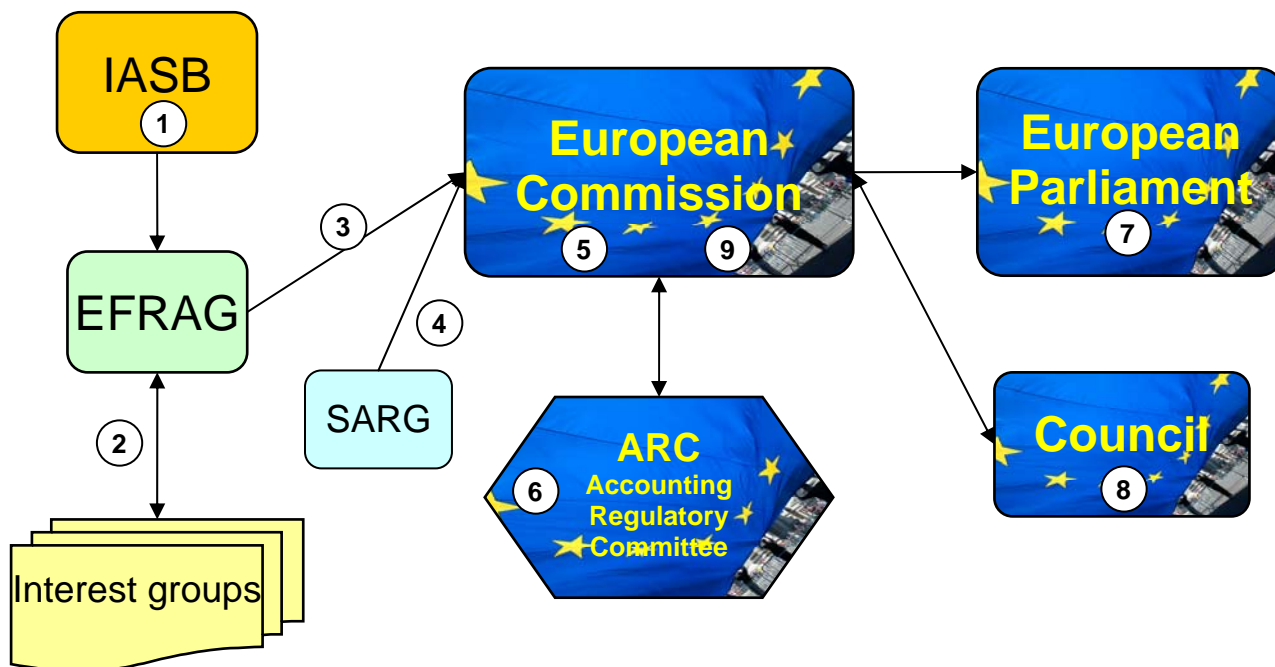 IASB
1
European
Commission
5
9
European
Parliament
7
3
EFRAG
4
SARG
2
ARC
Accounting
Regulatory
Committee
6
Council
8
Interest groups